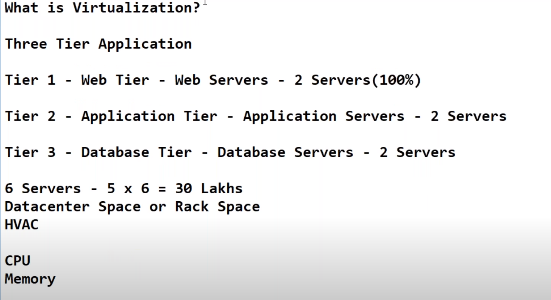 What is Virtualization?
Three Tier Application
Tier 1 - Web Tier - Web Servers - 2 Servers(100%)
Tier 2 - Application Tier - Application Servers - 2 Servers
Tier 3 - Database Tier - Database Servers - 2 Servers
6 Servers - 5 x 6 = 30 Lakhs
Datacenter Space or Rack Space
HVAC
CPU
Memory